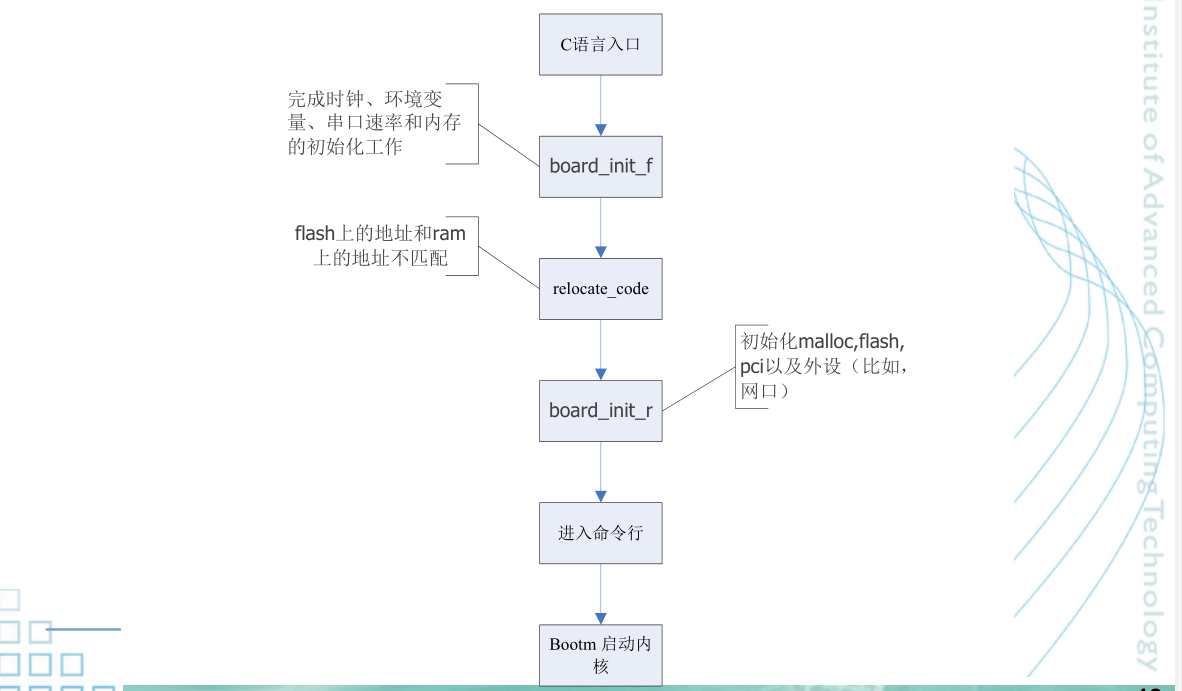 C语言入口
完成时钟、环境变
量、串口速率和内存
的初始化工作
board_init_f
flash上的地址和ram
上的地址不匹配
relocate_code
初始化malloc,flash,
pci以及外设（比如，
网口）
board_init_r
进入命令行
Bootm 启动内
核
nstitute of Advanced Computing Technology